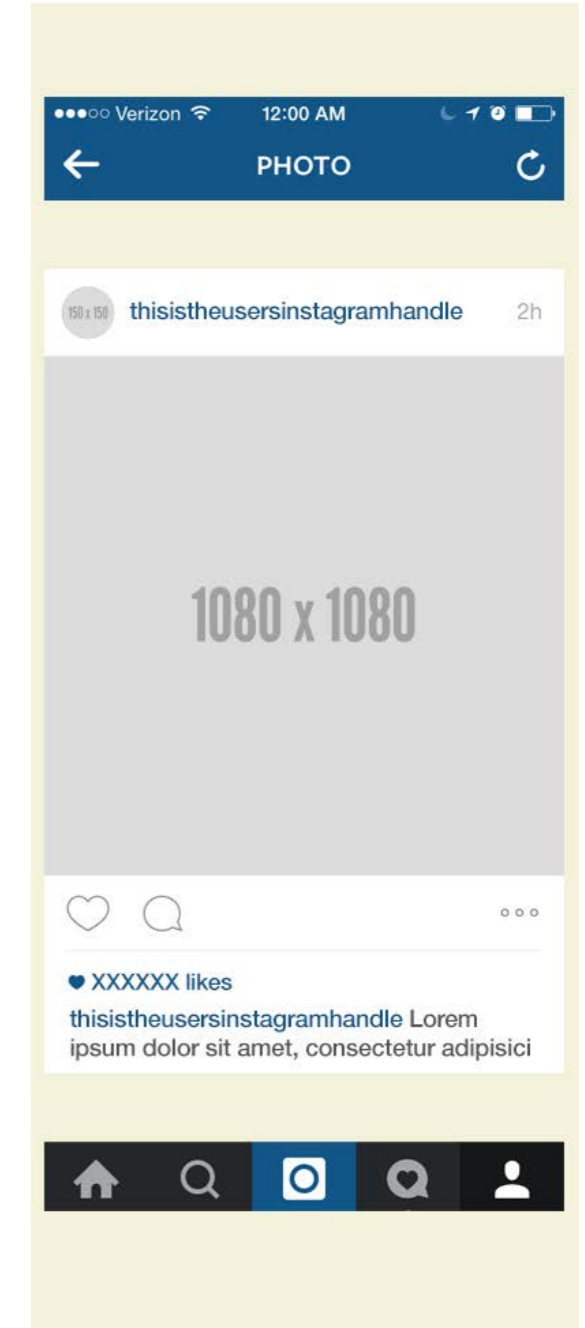 Verizon 12:00 AM
PHOTO
150 x 150 thisistheusersinstagramhandle 2h
1080 x 1080
XXXXXX likes
thisistheusersinstagramhandle Lorem
ipsum dolor sit amet, consectetur adipisici